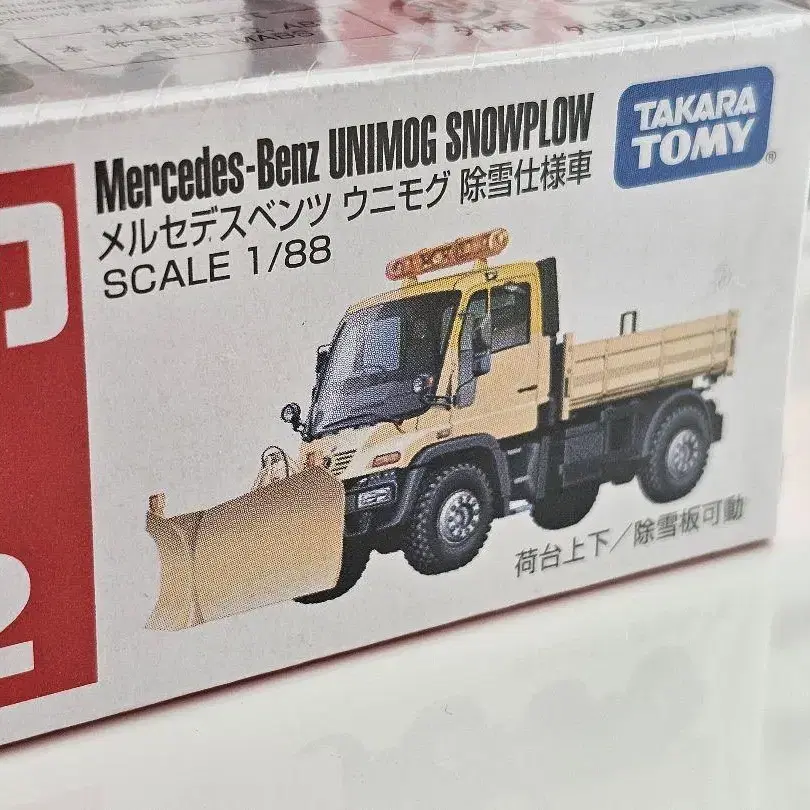 Mercedes-Benz UNIMOG SNOWPLOW
メルセデスベンツ ウニモグ 除雪仕様車
SCALE 1/88
TAKARA
TOMY
®
荷台上下/除雪板可動
2